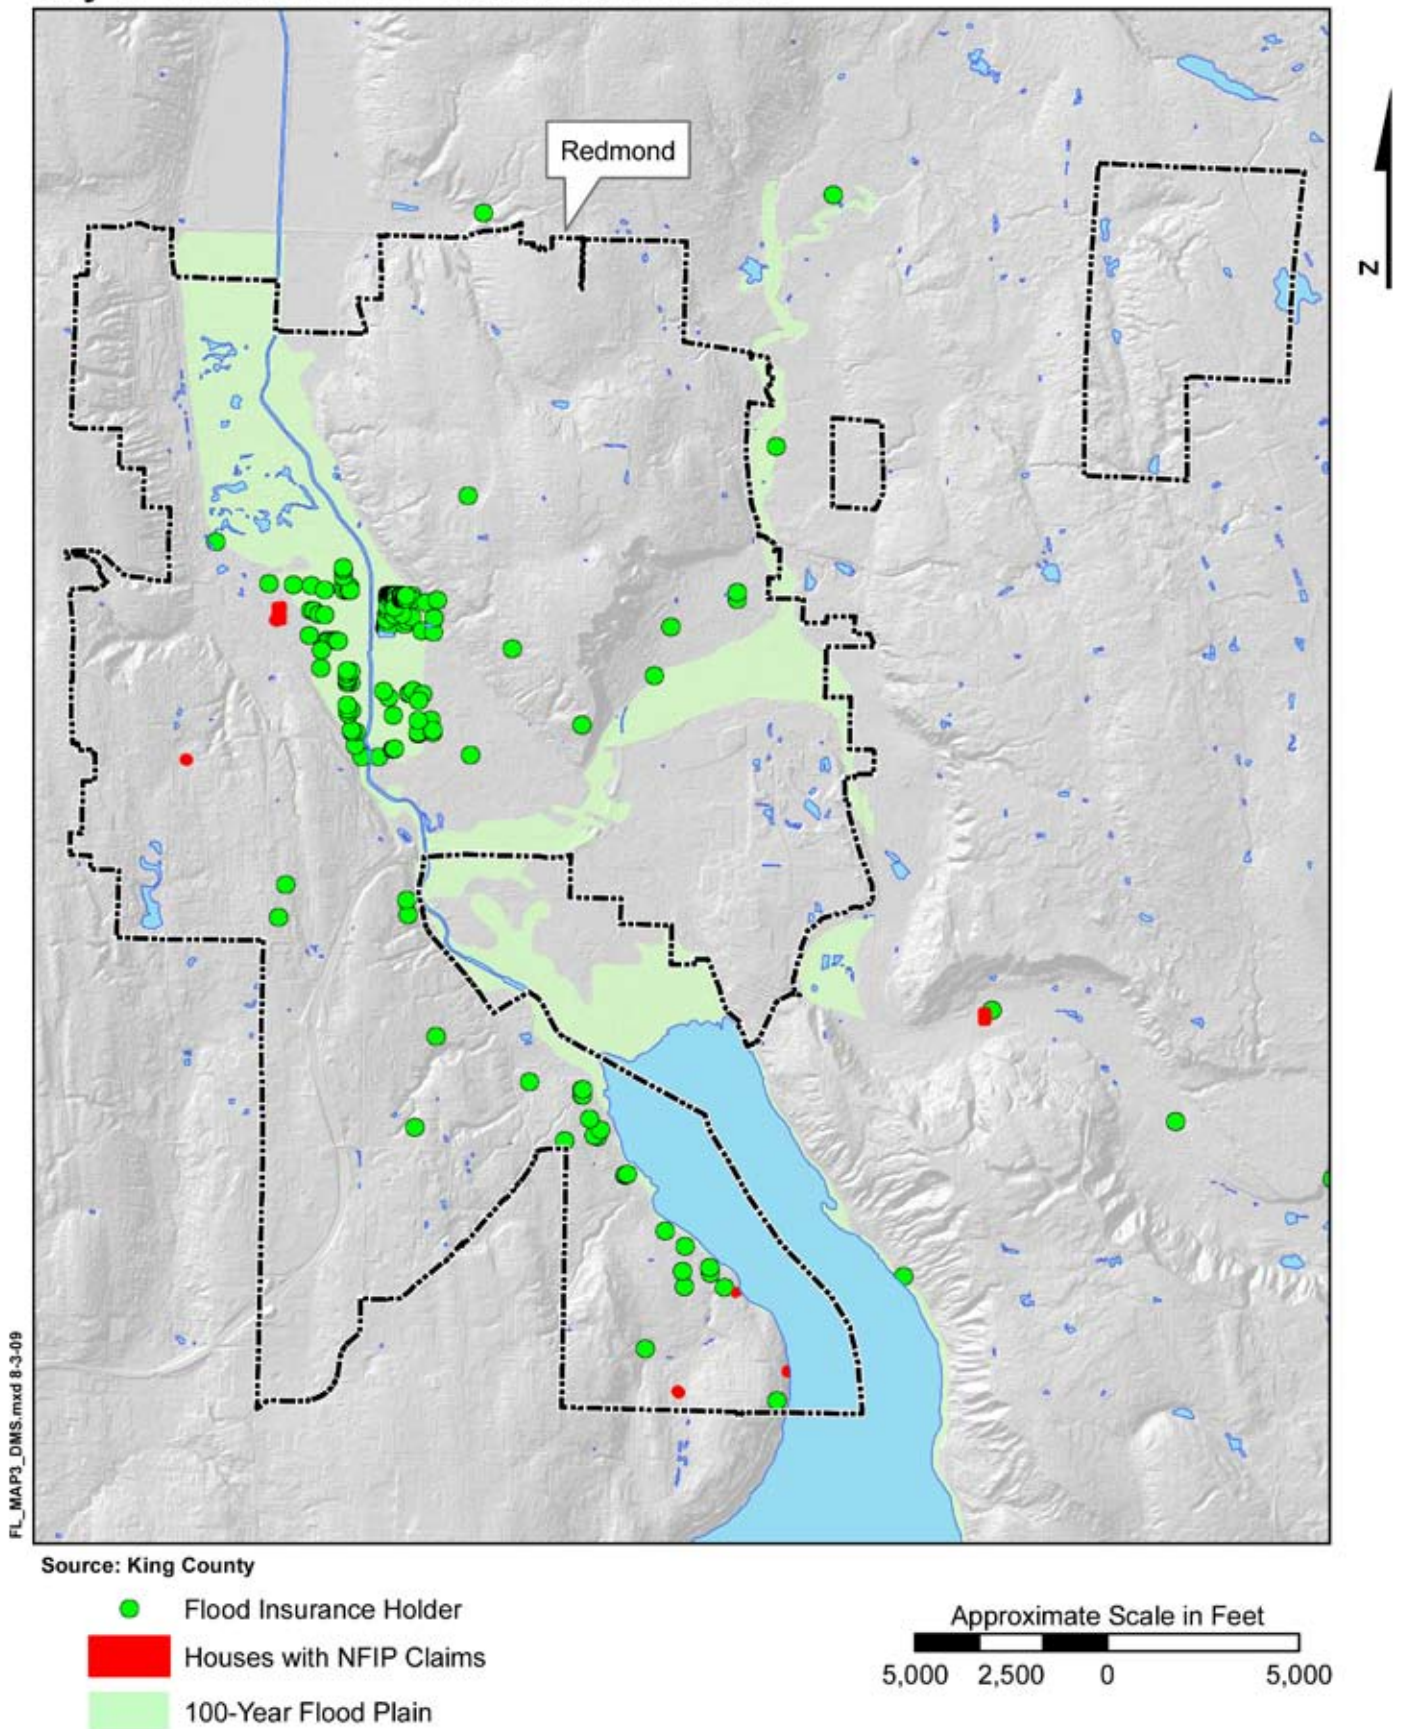 Redmond
N
FL_MAP3_DMS.mxd 8-3-09
Source: King County
Flood Insurance Holder
Houses with NFIP Claims
100-Year Flood Plain
Approximate Scale in Feet
5,000 2,500 0 5,000